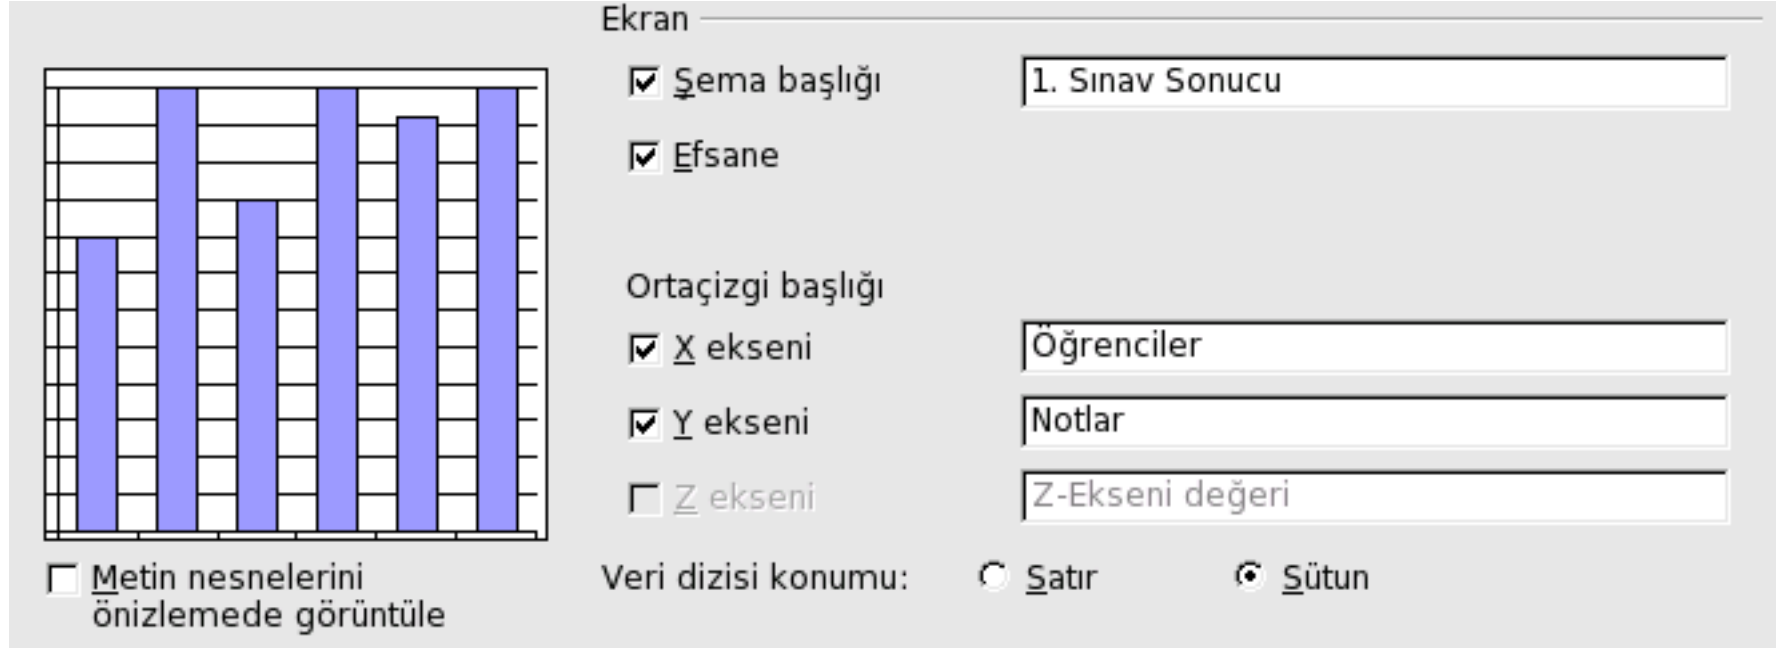 Ekran
Şema başlığı
1. Sınav Sonucu
Efsane
Ortaçizgi başlığı
X ekseni
Öğrenciler
Y ekseni
Notlar
Z ekseni
Z-Ekseni değeri
Metin nesnelerini
önizlemede görüntüle
Veri dizisi konumu:
Satır
Sütun